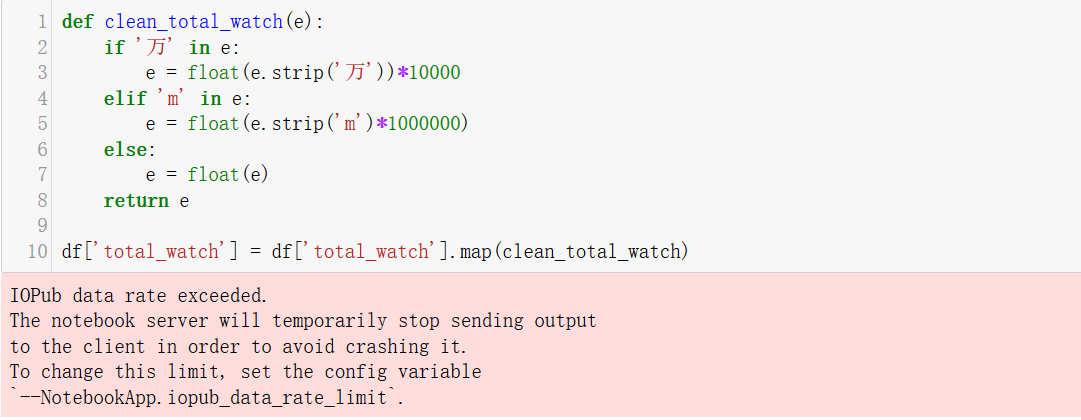 1 def clean_total_watch(e):
2     if '万' in e:
3         e = float(e.strip('万'))*10000
4     elif 'm' in e:
5         e = float(e.strip('m')*1000000)
6     else:
7         e = float(e)
8     return e
9
10 df['total_watch'] = df['total_watch'].map(clean_total_watch)
IOPub data rate exceeded.
The notebook server will temporarily stop sending output
to the client in order to avoid crashing it.
To change this limit, set the config variable
`--NotebookApp.iopub_data_rate_limit`.